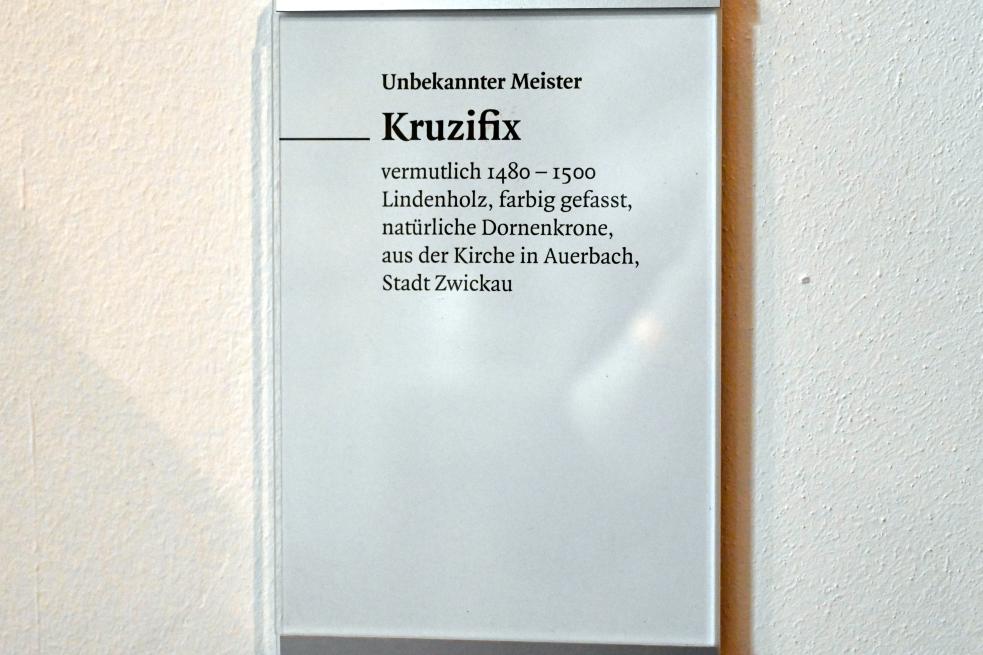 Unbekannter Meister
Kruzifix
vermutlich 1480 – 1500
Lindenholz, farbig gefasst,
natürliche Dornenkrone,
aus der Kirche in Auerbach,
Stadt Zwickau